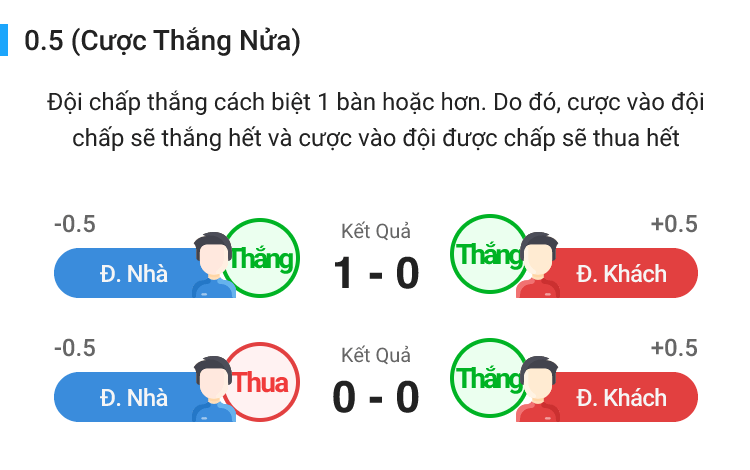 0.5 (Cược Thắng Nửa)
Đội chấp thắng cách biệt 1 bàn hoặc hơn. Do đó, cược vào đội
chấp sẽ thắng hết và cược vào đội được chấp sẽ thua hết
-0.5
Kết Quả
+0.5
Đ. Nhà
Thắng
1 - 0
Thắng
Đ. Khách
-0.5
Kết Quả
+0.5
Đ. Nhà
Thua
0 - 0
Thắng
Đ. Khách